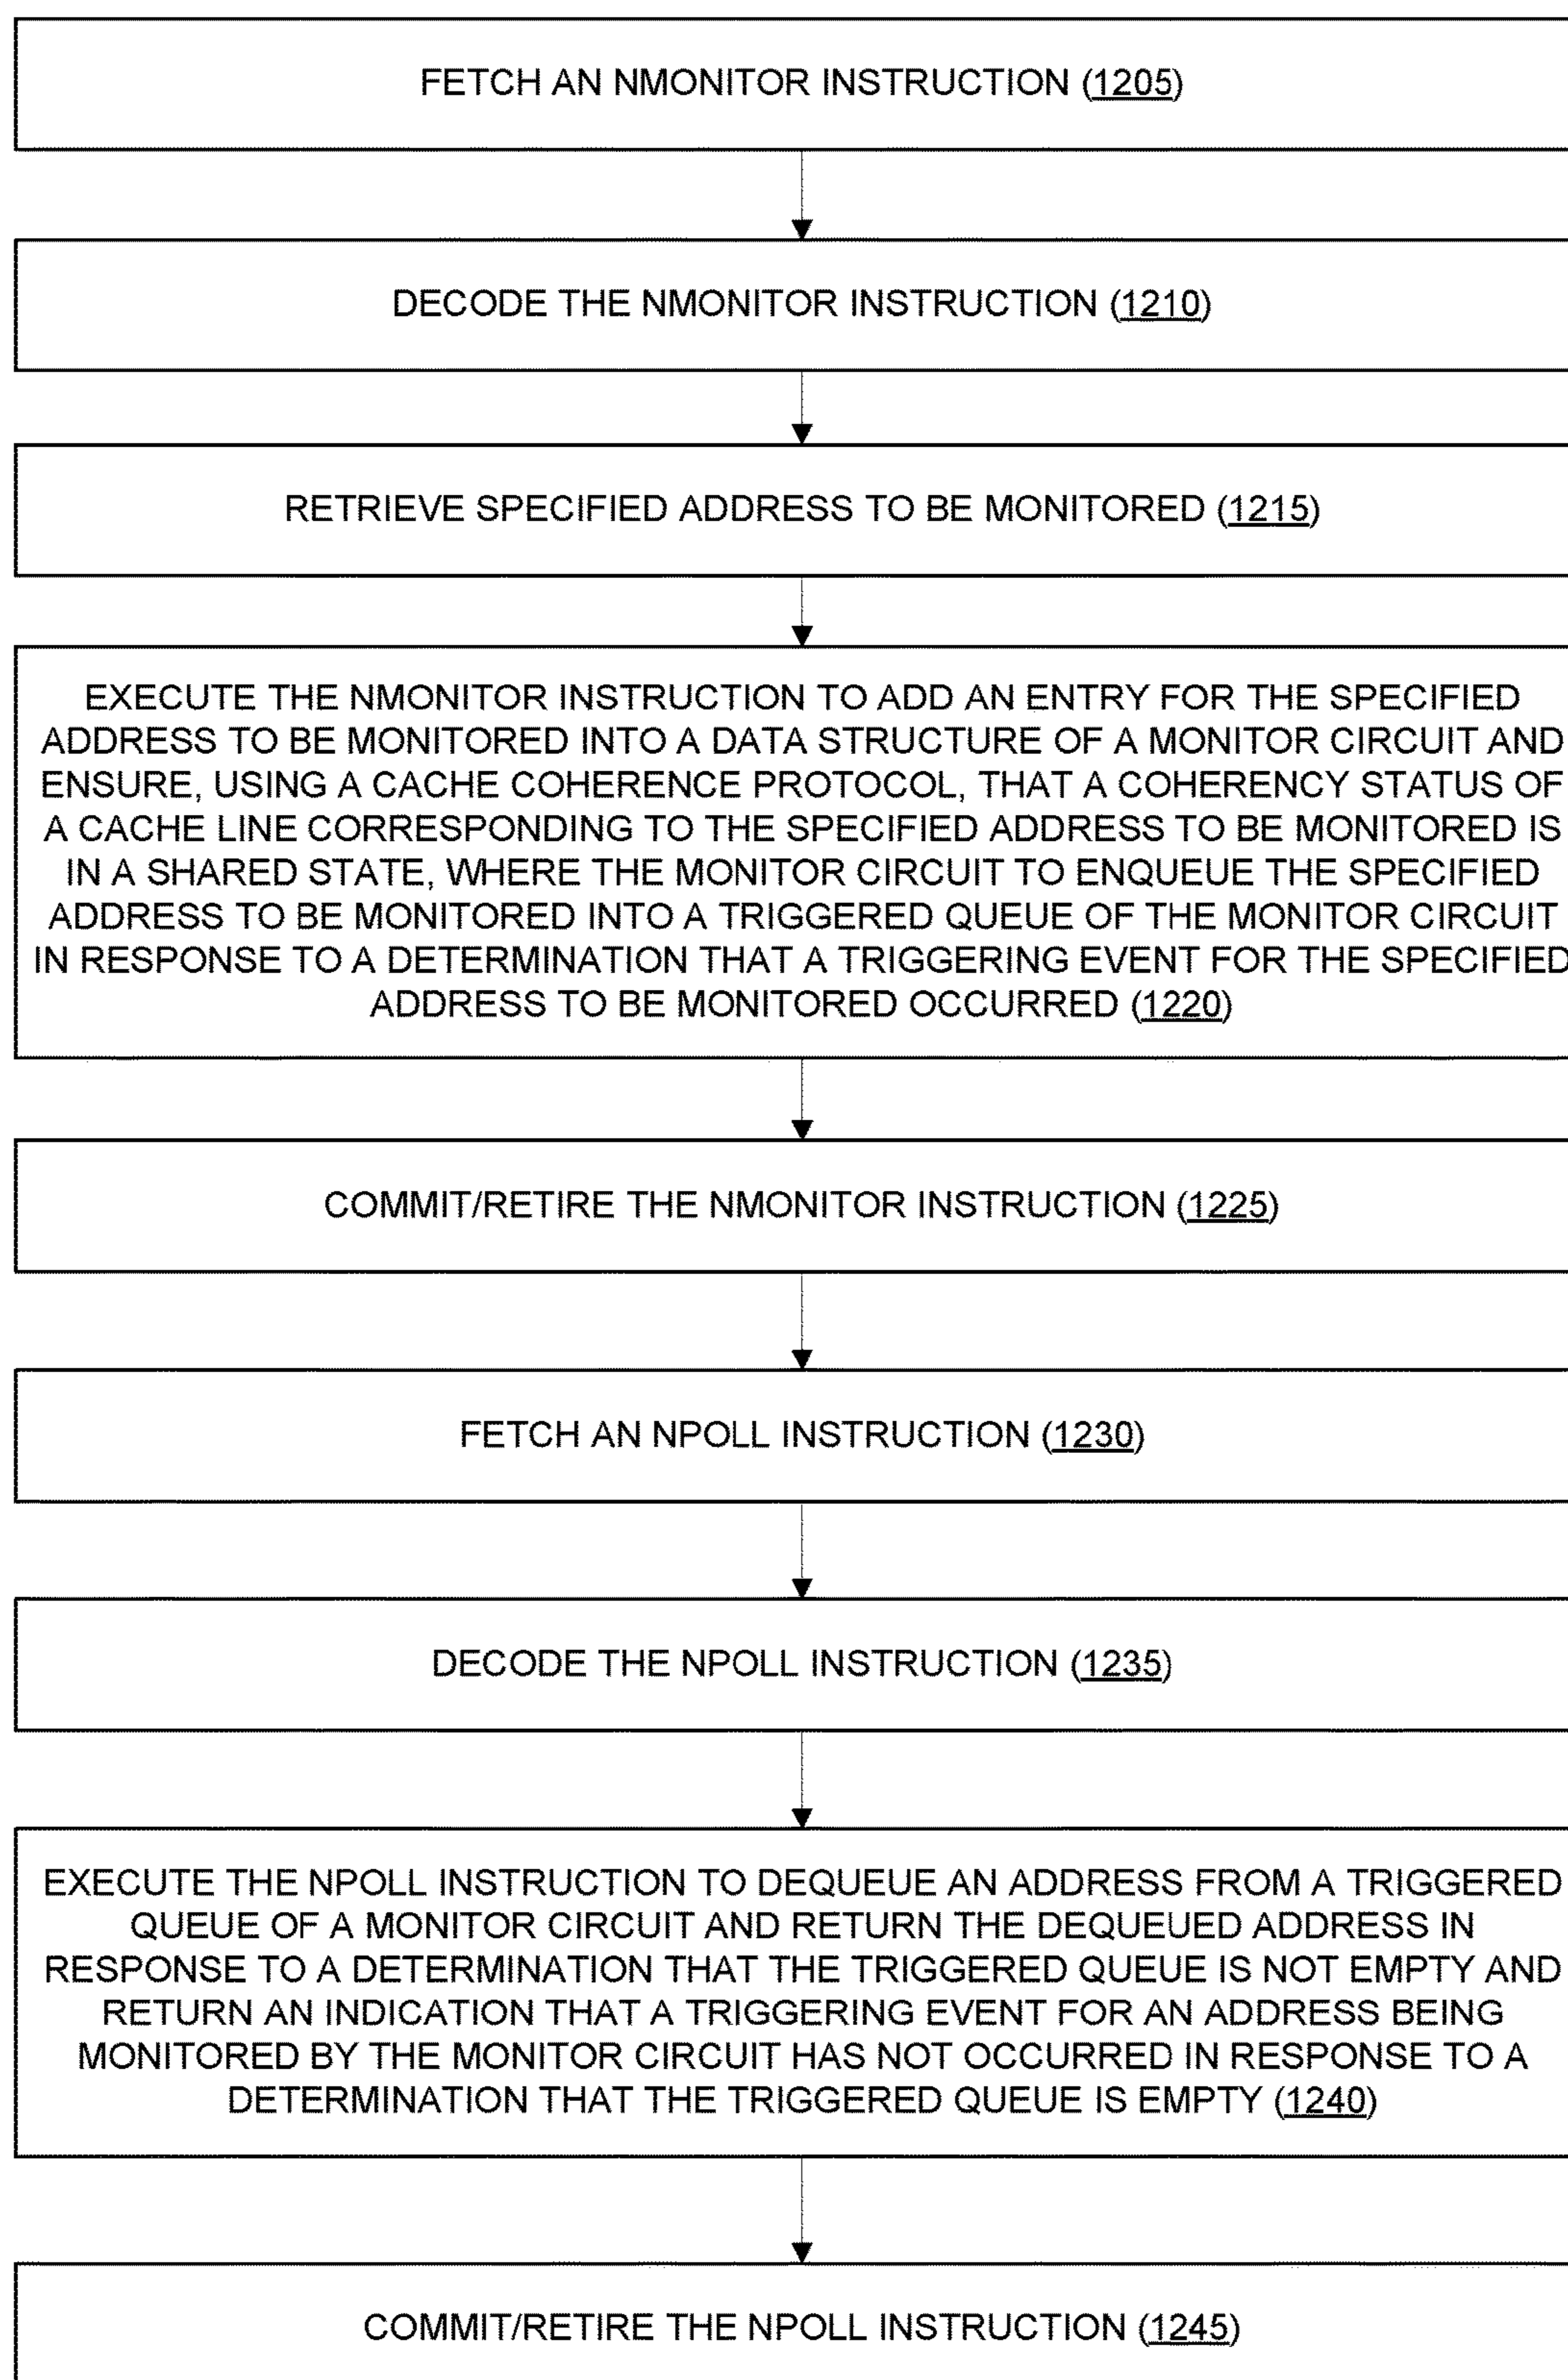 FETCH AN NMONITOR INSTRUCTION (1205)
DECODE THE NMONITOR INSTRUCTION (1210)
RETRIEVE SPECIFIED ADDRESS TO BE MONITORED (1215)
EXECUTE THE NMONITOR INSTRUCTION TO ADD AN ENTRY FOR THE SPECIFIED
ADDRESS TO BE MONITORED INTO A DATA STRUCTURE OF A MONITOR CIRCUIT AND
ENSURE, USING A CACHE COHERENCE PROTOCOL, THAT A COHERENCY STATUS OF
A CACHE LINE CORRESPONDING TO THE SPECIFIED ADDRESS TO BE MONITORED IS
IN A SHARED STATE, WHERE THE MONITOR CIRCUIT TO ENQUEUE THE SPECIFIED
ADDRESS TO BE MONITORED INTO A TRIGGERED QUEUE OF THE MONITOR CIRCUIT
IN RESPONSE TO A DETERMINATION THAT A TRIGGERING EVENT FOR THE SPECIFIED
ADDRESS TO BE MONITORED OCCURRED (1220)
COMMIT/RETIRE THE NMONITOR INSTRUCTION (1225)
FETCH AN NPOLL INSTRUCTION (1230)
DECODE THE NPOLL INSTRUCTION (1235)
EXECUTE THE NPOLL INSTRUCTION TO DEQUEUE AN ADDRESS FROM A TRIGGERED
QUEUE OF A MONITOR CIRCUIT AND RETURN THE DEQUEUED ADDRESS IN
RESPONSE TO A DETERMINATION THAT THE TRIGGERED QUEUE IS NOT EMPTY AND
RETURN AN INDICATION THAT A TRIGGERING EVENT FOR AN ADDRESS BEING
MONITORED BY THE MONITOR CIRCUIT HAS NOT OCCURRED IN RESPONSE TO A
DETERMINATION THAT THE TRIGGERED QUEUE IS EMPTY (1240)
COMMIT/RETIRE THE NPOLL INSTRUCTION (1245)